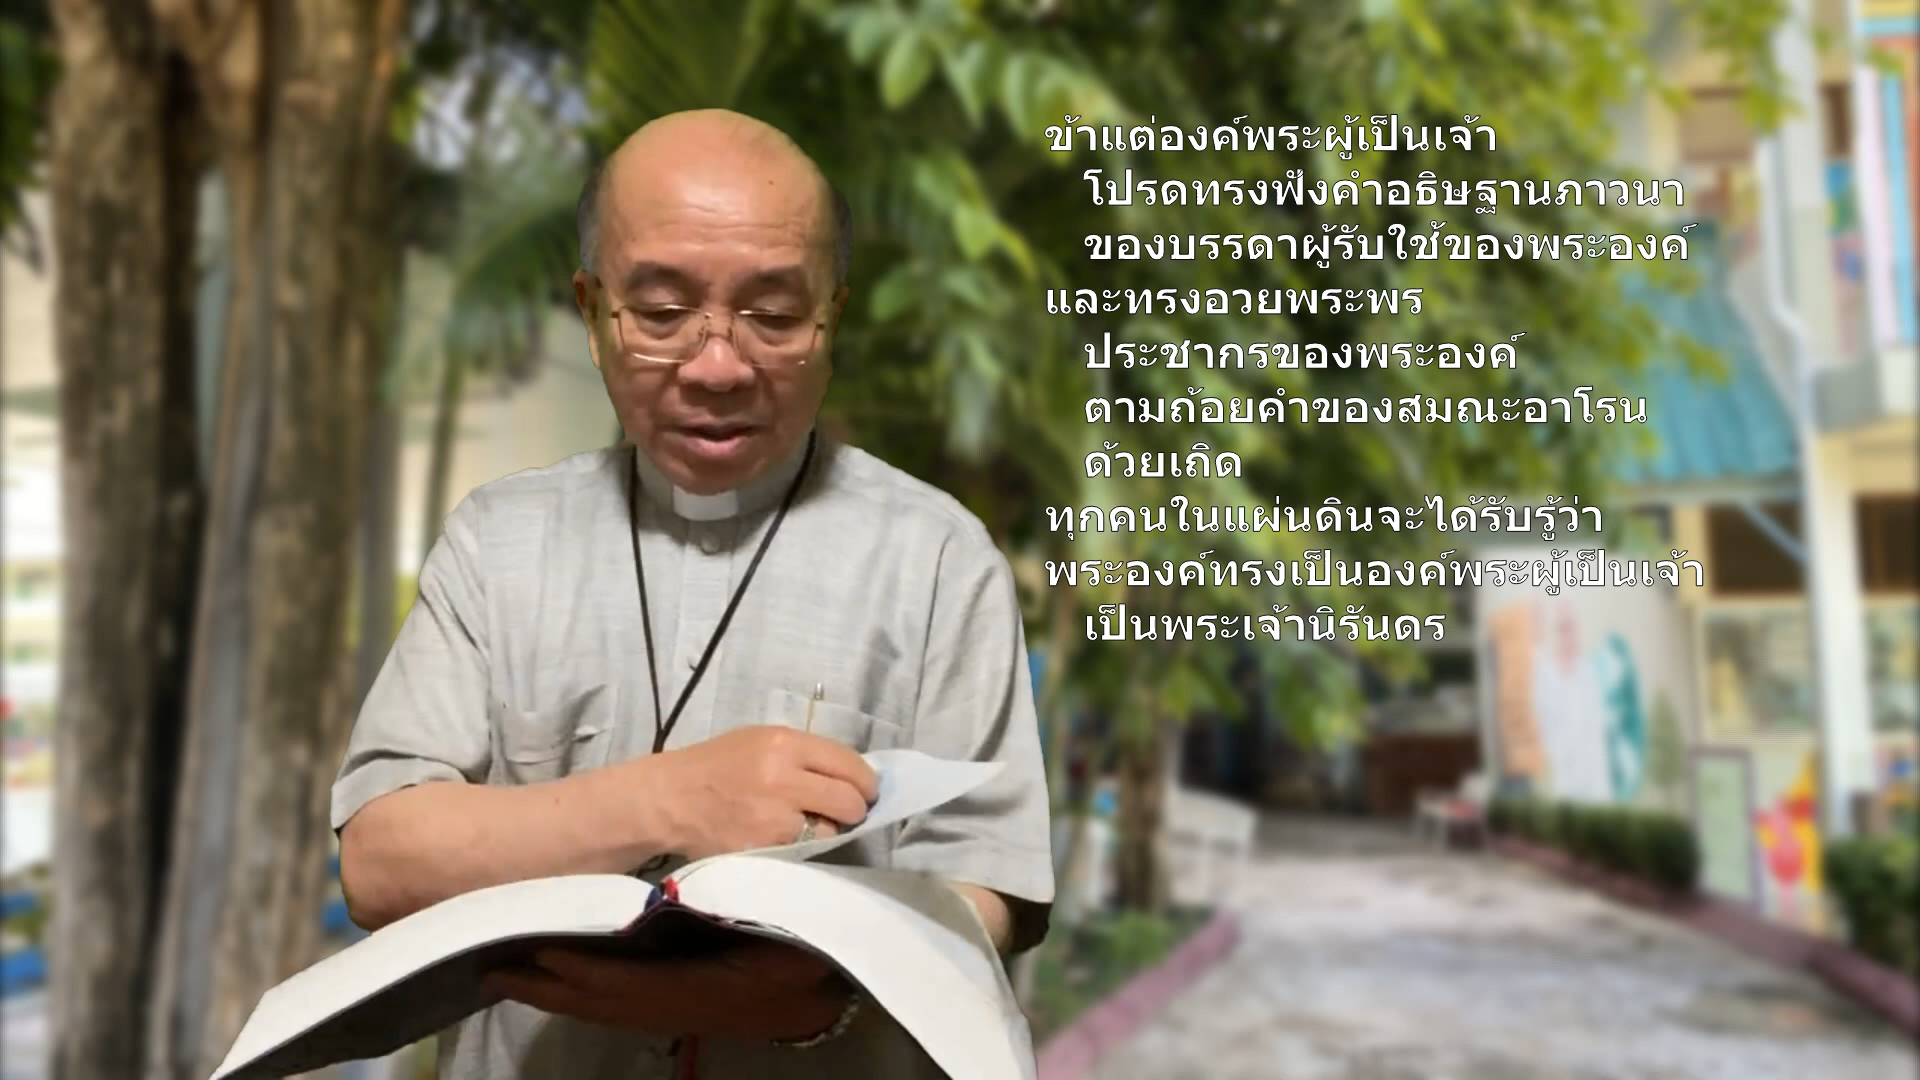 ข้าแต่องค์พระผู้เป็นเจ้า
โปรดทรงฟังคำอธิษฐานภาวนา
ของบรรดาผู้รับใช้ของพระองค์
และทรงอวยพระพร
ประชากรของพระองค์
ตามถ้อยคำของสมณะอาโรน
ด้วยเถิด
ทุกคนในแผ่นดินจะได้รับรู้ว่า
พระองค์ทรงเป็นองค์พระผู้เป็นเจ้า
เป็นพระเจ้านิรันดร